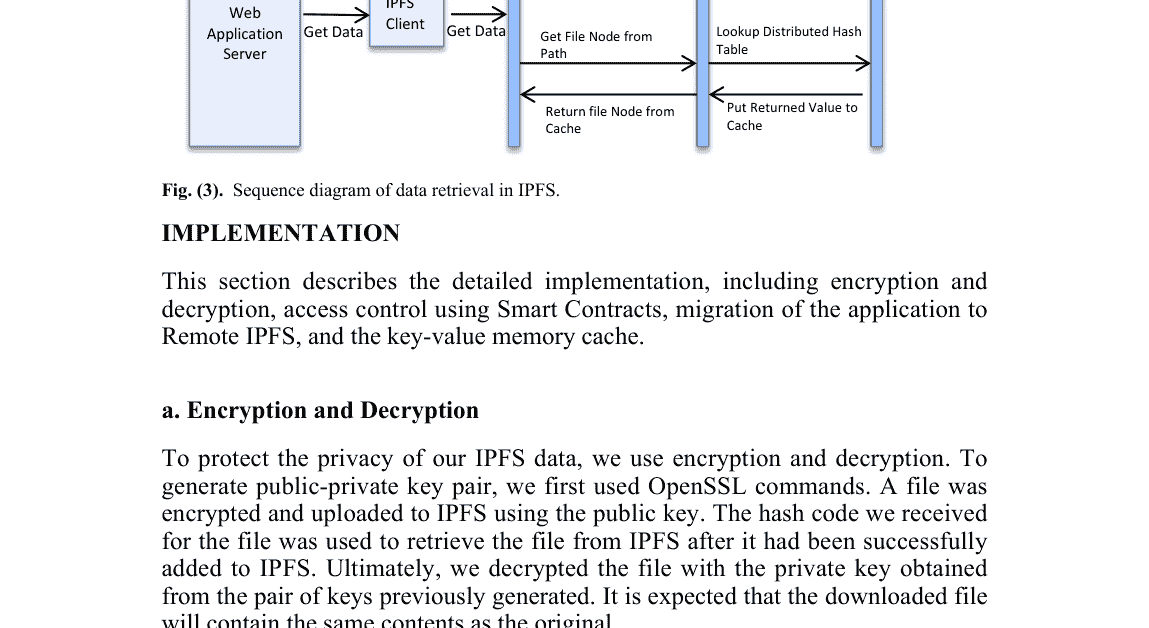 IPFS
Client
Web
Application
Server
Get Data
Get Data
Get File Node from
Path
Lookup Distributed Hash
Table
Return file Node from
Cache
Put Returned Value to
Cache
Fig. (3). Sequence diagram of data retrieval in IPFS.
IMPLEMENTATION
This section describes the detailed implementation, including encryption and
decryption, access control using Smart Contracts, migration of the application to
Remote IPFS, and the key-value memory cache.
a. Encryption and Decryption
To protect the privacy of our IPFS data, we use encryption and decryption. To
generate public-private key pair, we first used OpenSSL commands. A file was
encrypted and uploaded to IPFS using the public key. The hash code we received
for the file was used to retrieve the file from IPFS after it had been successfully
added to IPFS. Ultimately, we decrypted the file with the private key obtained
from the pair of keys previously generated. It is expected that the downloaded file
will contain the same contents as the original